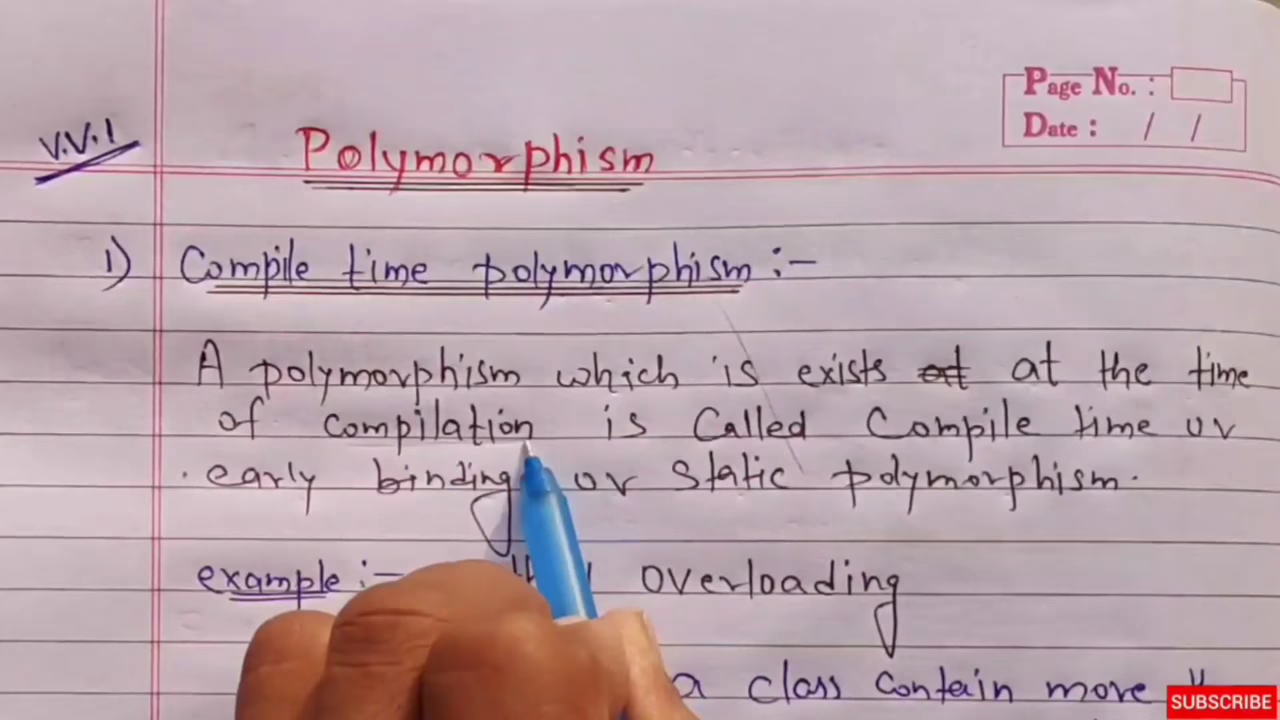 Page No. :
Date : / /
V.V.I
Polymorphism
1) Compile time polymorphism :-
A polymorphism which is exists at at the time
of compilation is Called Compile time or
early binding or static polymorphism.
example :- overloading
a class contain more
SUBSCRIBE